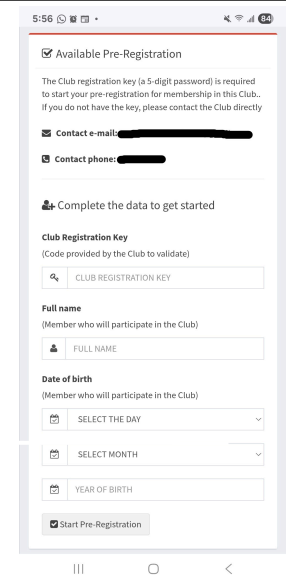 5:56
84
Available Pre-Registration
The Club registration key (a 5-digit password) is required
to start your pre-registration for membership in this Club..
If you do not have the key, please contact the Club directly
Contact e-mail:
Contact phone:
Complete the data to get started
Club Registration Key
(Code provided by the Club to validate)
CLUB REGISTRATION KEY
Full name
(Member who will participate in the Club)
FULL NAME
Date of birth
(Member who will participate in the Club)
SELECT THE DAY
SELECT MONTH
YEAR OF BIRTH
Start Pre-Registration